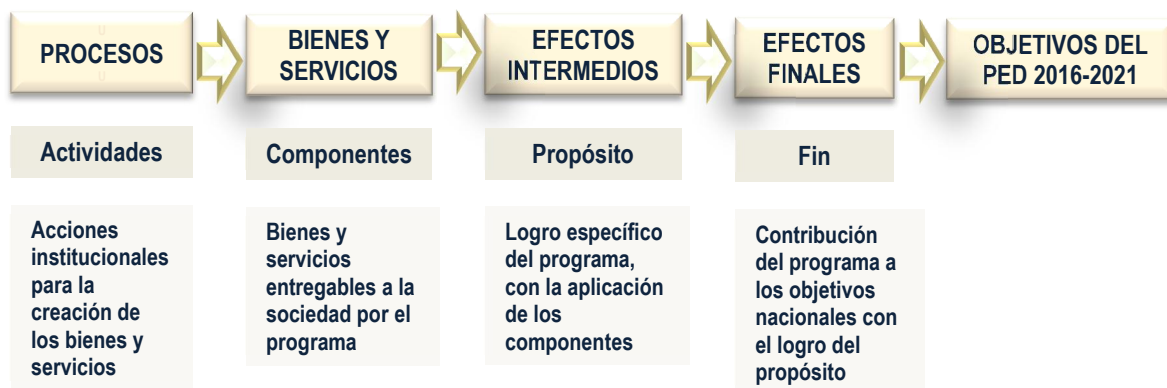 PROCESOS
BIENES Y
SERVICIOS
EFECTOS
INTERMEDIOS
EFECTOS
FINALES
OBJETIVOS DEL
PED 2016-2021
Actividades
Componentes
Propósito
Fin
Acciones
institucionales
para la
creación de
los bienes y
servicios
Bienes y
servicios
entregables a la
sociedad por el
programa
Logro específico
del programa,
con la aplicación
de los
componentes
Contribución
del programa a
los objetivos
nacionales con
el logro del
propósito